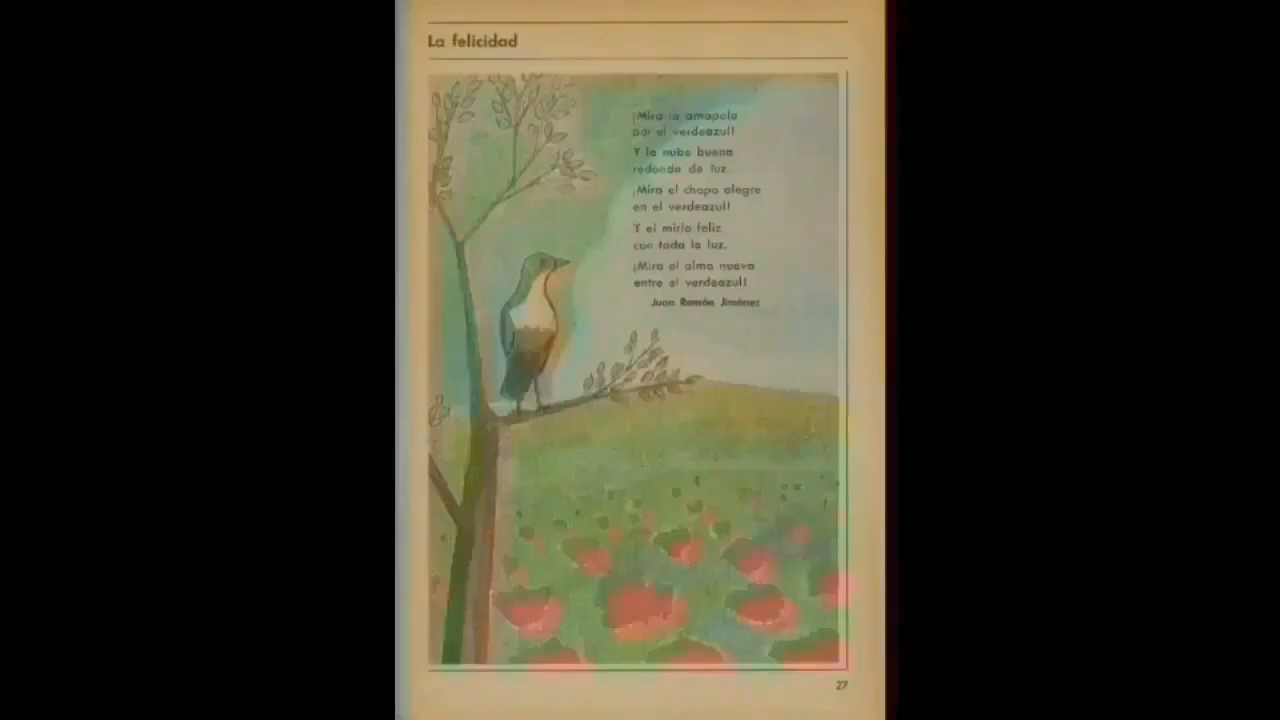 La felicidad
¡Mira la amapola
por el verdeazul!
Y la nube buena
redonda de luz.
¡Mira el chopo alegre
en el verdeazul!
Y el mirlo feliz
con toda la luz.
¡Mira el alma nueva
entre el verdeazul!
Juan Ramón Jiménez
27